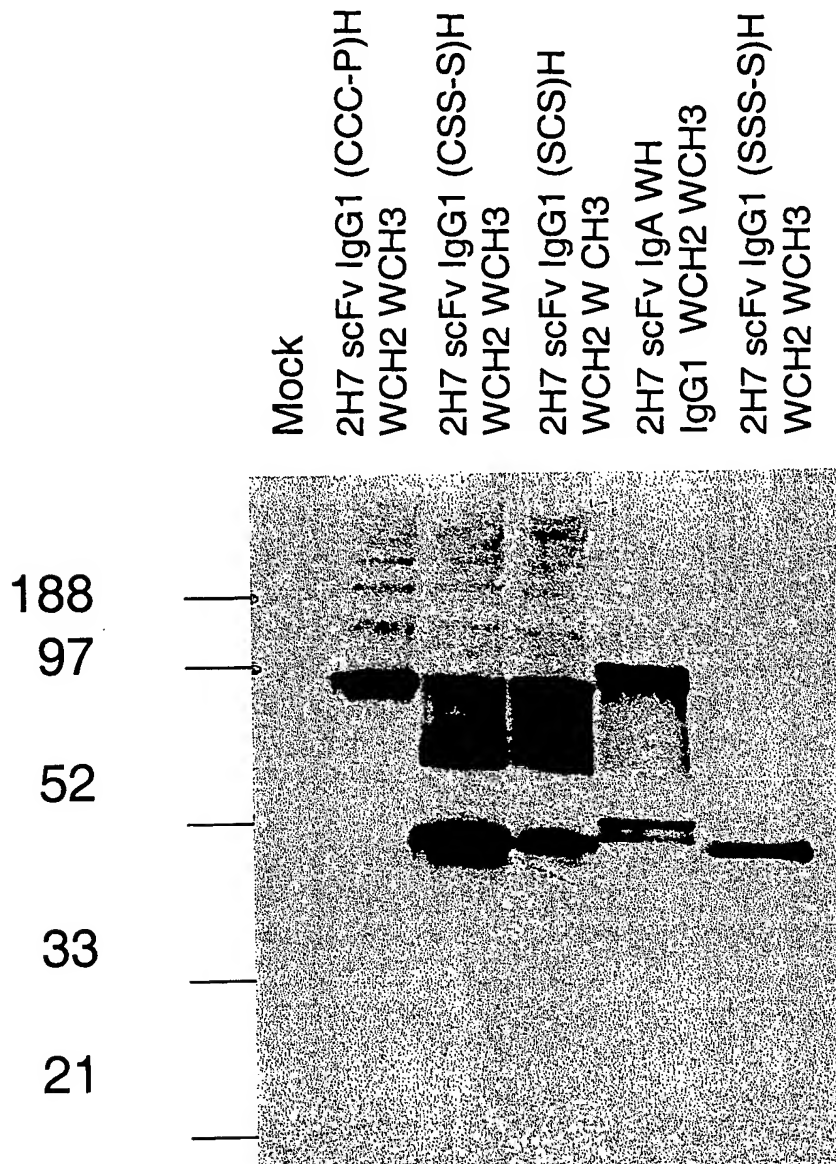 Mock
2H7 scFv IgG1 (CCC-P)H
WCH2 WCH3
2H7 scFv IgG1 (CSS-S)H
WCH2 WCH3
2H7 scFv IgG1 (SCS)H
WCH2 W CH3
2H7 scFv IgA WH
IgG1 WCH2 WCH3
2H7 scFv IgG1 (SSS-S)H
WCH2 WCH3
188
97
52
33
21